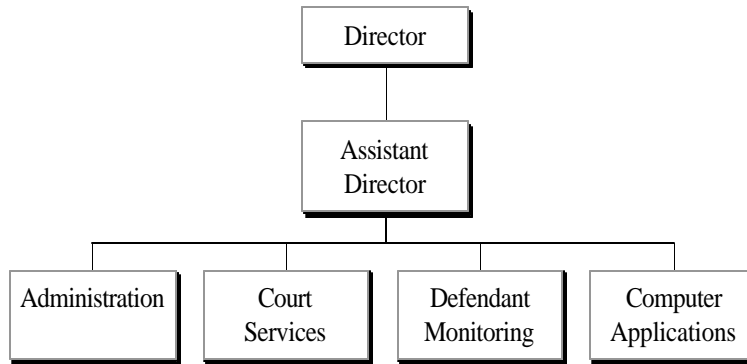 Director
Assistant
Director
Administration
Court
Services
Defendant
Monitoring
Computer
Applications